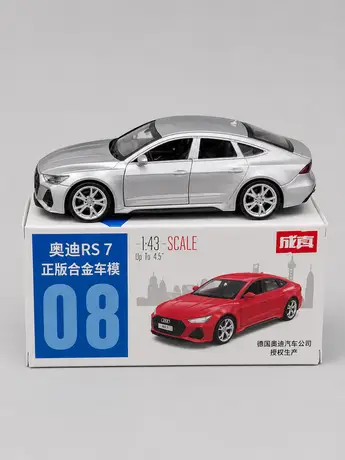 奥迪RS 7
正版合金车模
08
1:43 SCALE
Up To 4.5"
成真
德国奥迪汽车公司
授权生产